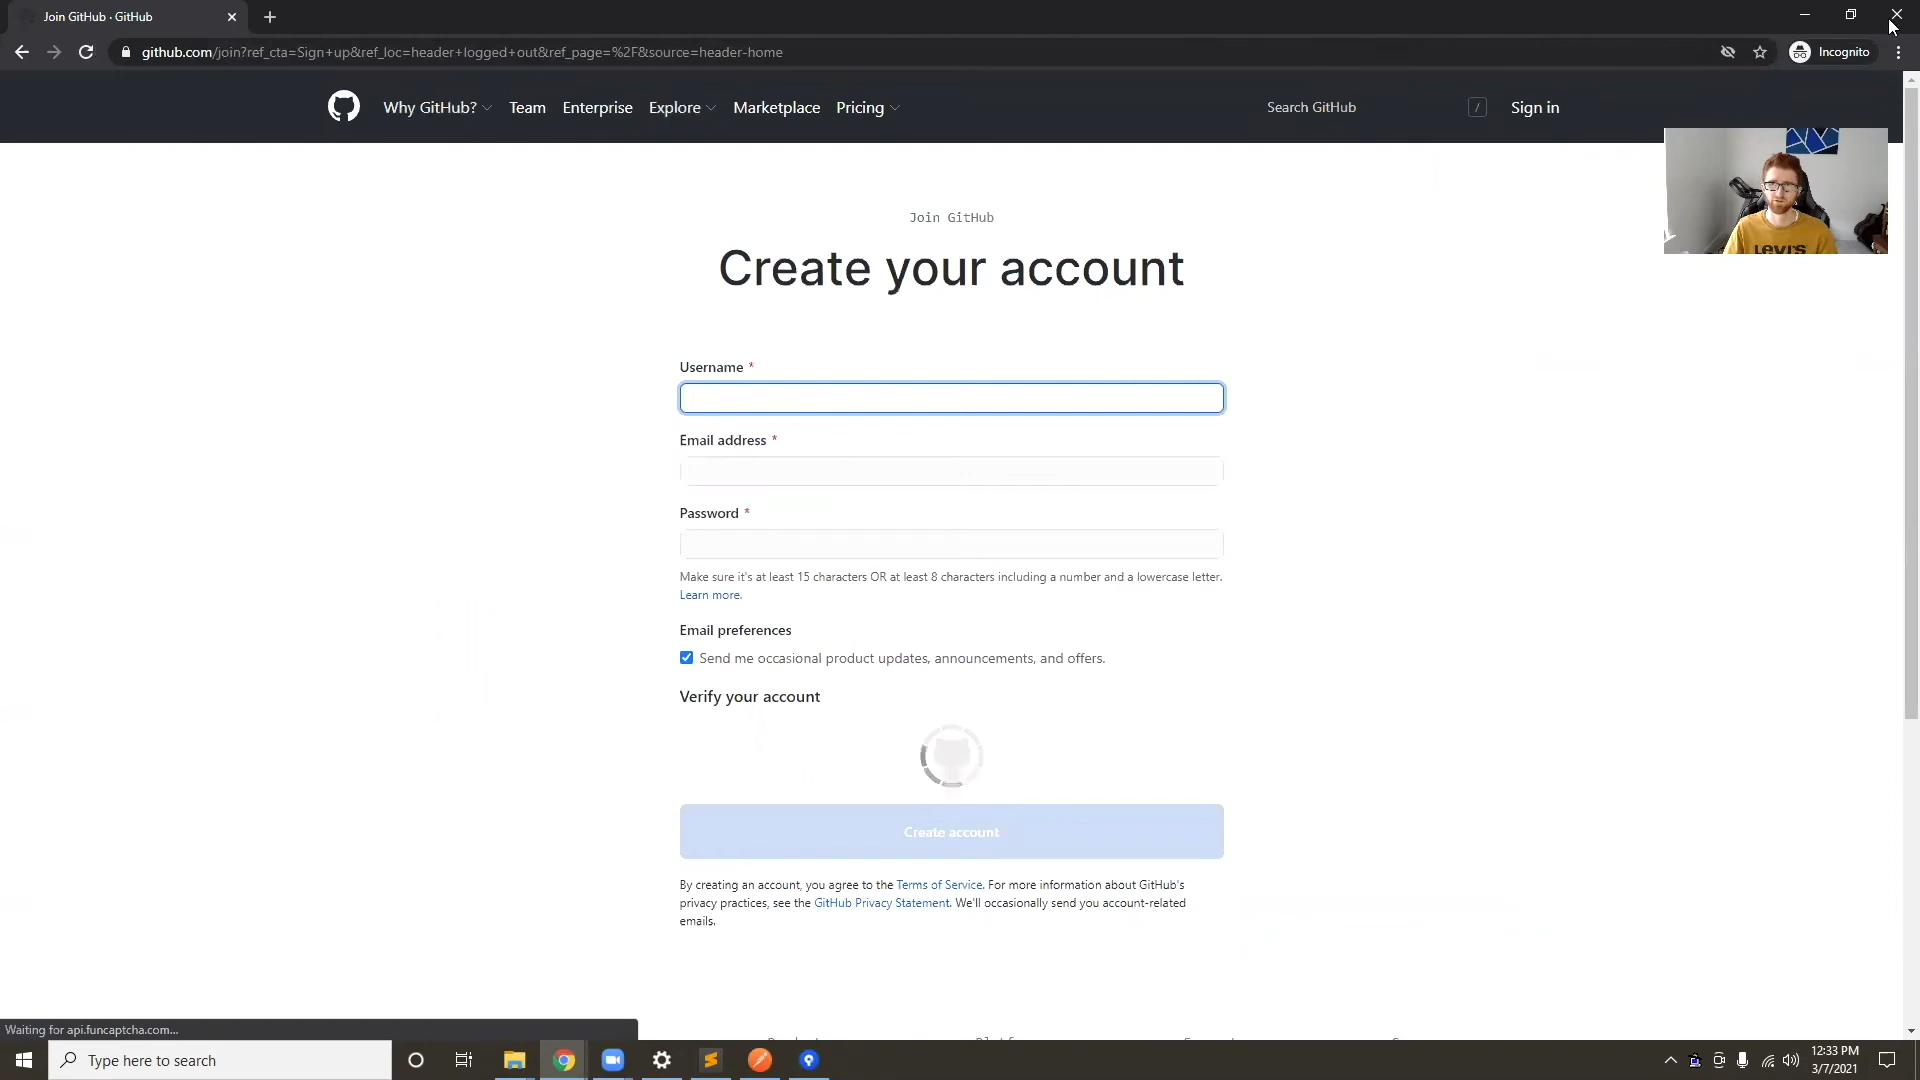 Join GitHub · GitHub
github.com/join?ref_cta=Sign+up&ref_loc=header+logged+out&ref_page=%2F&source=header-home
Incognito
Why GitHub?
Team
Enterprise
Explore
Marketplace
Pricing
Search GitHub
/
Sign in
LEVI'S
Join GitHub
Create your account
Username *
Email address *
Password *
Make sure it's at least 15 characters OR at least 8 characters including a number and a lowercase letter.
Learn more.
Email preferences
Send me occasional product updates, announcements, and offers.
Verify your account
Create account
By creating an account, you agree to the Terms of Service. For more information about GitHub's
privacy practices, see the GitHub Privacy Statement. We'll occasionally send you account-related
emails.
Waiting for api.funcaptcha.com...
Type here to search
12:33 PM
3/7/2021